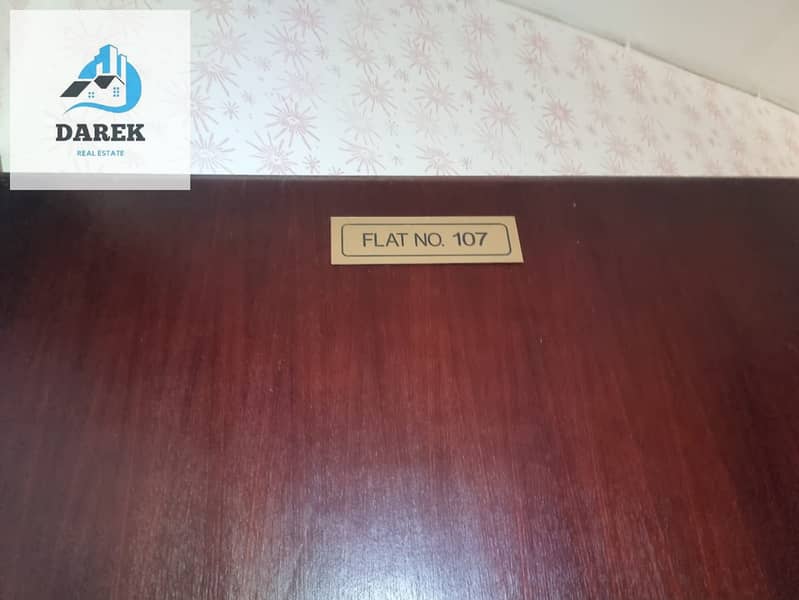 DAREK
REAL ESTATE
FLAT NO. 107